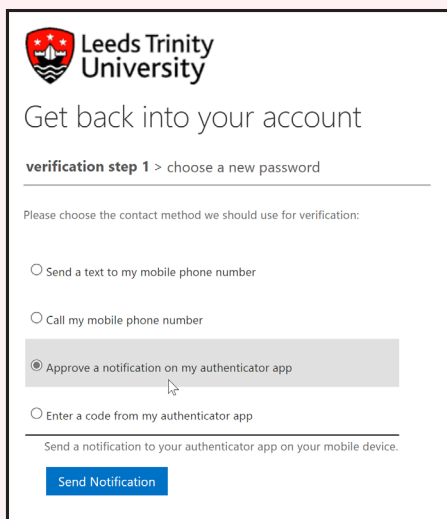 Leeds Trinity
University
Get back into your account
verification step 1 > choose a new password
Please choose the contact method we should use for verification:
Send a text to my mobile phone number
Call my mobile phone number
Approve a notification on my authenticator app
Enter a code from my authenticator app
Send a notification to your authenticator app on your mobile device.
Send Notification